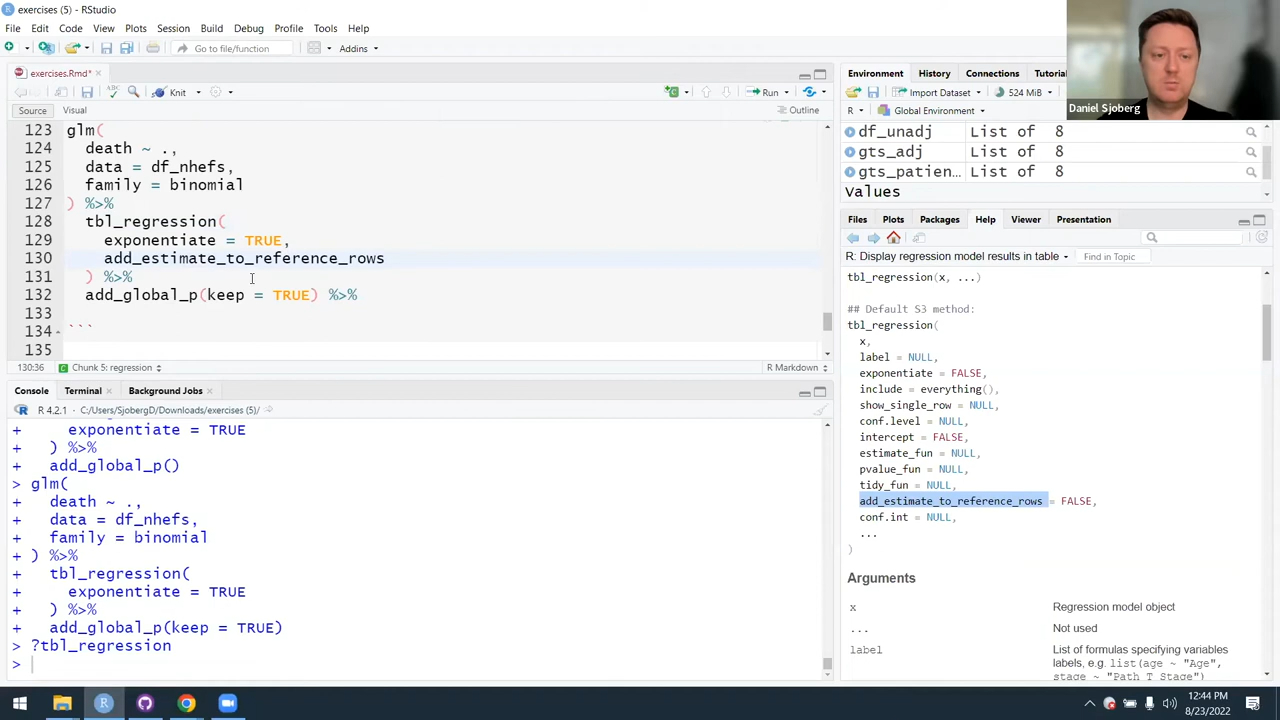 exercises (5) - RStudio
File Edit Code View Plots Session Build Debug Profile Tools Help
Go to file/function Addins
exercises.Rmd*
Knit Run
Source Visual Outline
123 glm(
124 death ~ .,
125 data = df_nhefs,
126 family = binomial
127 ) %>%
128 tbl_regression(
129 exponentiate = TRUE,
130 add_estimate_to_reference_rows
131 ) %>%
132 add_global_p(keep = TRUE) %>%
133
134 ```
135
130:36 Chunk 5: regression R Markdown
Console Terminal Background Jobs
R 4.2.1 · C:/Users/SjobergD/Downloads/exercises (5)/
+ exponentiate = TRUE
+ ) %>%
+ add_global_p()
> glm(
+ death ~ .,
+ data = df_nhefs,
+ family = binomial
+ ) %>%
+ tbl_regression(
+ exponentiate = TRUE
+ ) %>%
+ add_global_p(keep = TRUE)
> ?tbl_regression
>
Environment History Connections Tutorial
Import Dataset 524 MiB
R Global Environment
df_unadj List of 8
gts_adj List of 8
gts_patien… List of 8
Values
Daniel Sjoberg
Files Plots Packages Help Viewer Presentation
R: Display regression model results in table Find in Topic
tbl_regression(x, ...)
## Default S3 method:
tbl_regression(
x,
label = NULL,
exponentiate = FALSE,
include = everything(),
show_single_row = NULL,
conf.level = NULL,
intercept = FALSE,
estimate_fun = NULL,
pvalue_fun = NULL,
tidy_fun = NULL,
add_estimate_to_reference_rows = FALSE,
conf.int = NULL,
...
)
Arguments
x Regression model object
... Not used
label List of formulas specifying variables
labels, e.g. list(age ~ "Age",
stage ~ "Path T Stage")
12:44 PM
8/23/2022